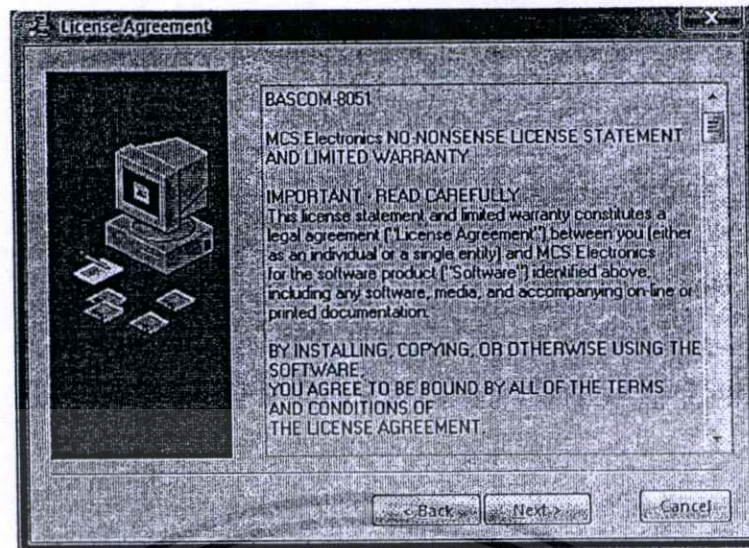 License Agreement
BASCOM-8051
MCS Electronics NO-NONSENSE LICENSE STATEMENT
AND LIMITED WARRANTY
IMPORTANT - READ CAREFULLY
This license statement and limited warranty constitutes a
legal agreement ("License Agreement") between you (either
as an individual or a single entity) and MCS Electronics
for the software product ("Software") identified above,
including any software, media, and accompanying on-line or
printed documentation.
BY INSTALLING, COPYING, OR OTHERWISE USING THE
SOFTWARE,
YOU AGREE TO BE BOUND BY ALL OF THE TERMS
AND CONDITIONS OF
THE LICENSE AGREEMENT.
< Back
Next >
Cancel